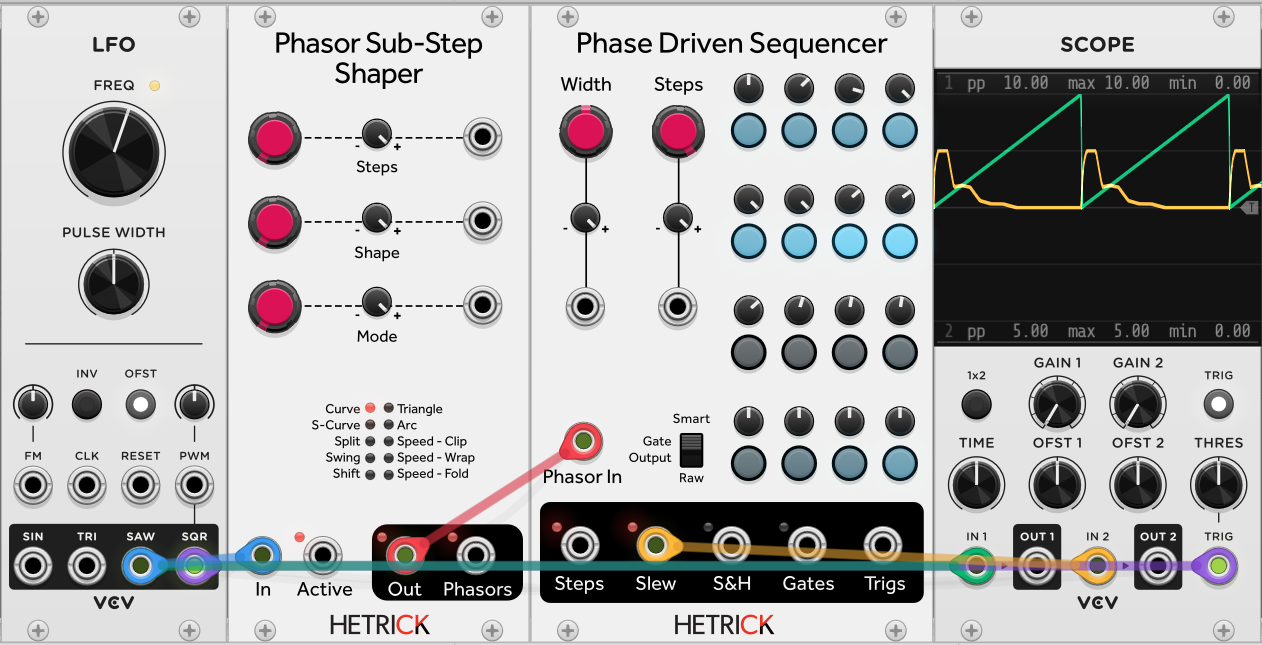 LFO
FREQ
PULSE WIDTH
INV OFST
FM CLK RESET PWM
SIN TRI SAW SQR
VCV
Phasor Sub-Step
Shaper
- +
Steps
- +
Shape
- +
Mode
Curve Triangle
S-Curve Arc
Split Speed - Clip
Swing Speed - Wrap
Shift Speed - Fold
In Active Out Phasors
HETRICK
Phase Driven Sequencer
Width Steps
- + - +
Smart
Gate
Output
Raw
Phasor In
Steps Slew S&H Gates Trigs
HETRICK
SCOPE
1 pp 10.00 max 10.00 min 0.00
T
2 pp 5.00 max 5.00 min 0.00
1x2 GAIN 1 GAIN 2 TRIG
TIME OFST 1 OFST 2 THRES
IN 1 OUT 1 IN 2 OUT 2 TRIG
VCV